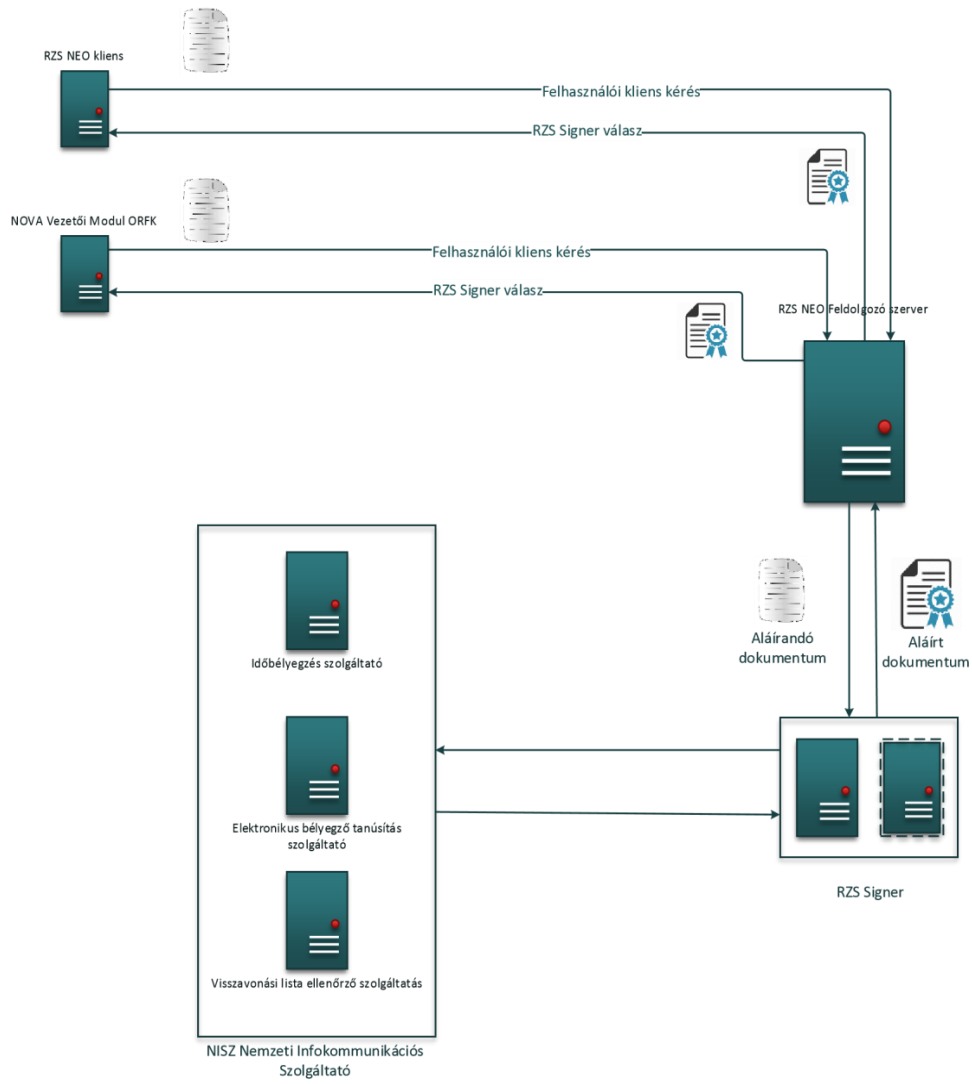 RZS NEO kliens
Felhasználói kliens kérés
RZS Signer válasz
NOVA Vezetői Modul ORFK
Felhasználói kliens kérés
RZS Signer válasz
RZS NEO Feldolgozó szerver
Aláírandó
dokumentum
Aláírt
dokumentum
Időbélyegzés szolgáltató
Elektronikus bélyegző tanúsítás
szolgáltató
Visszavonási lista ellenőrző szolgáltatás
RZS Signer
NISZ Nemzeti Infokommunikációs
Szolgáltató